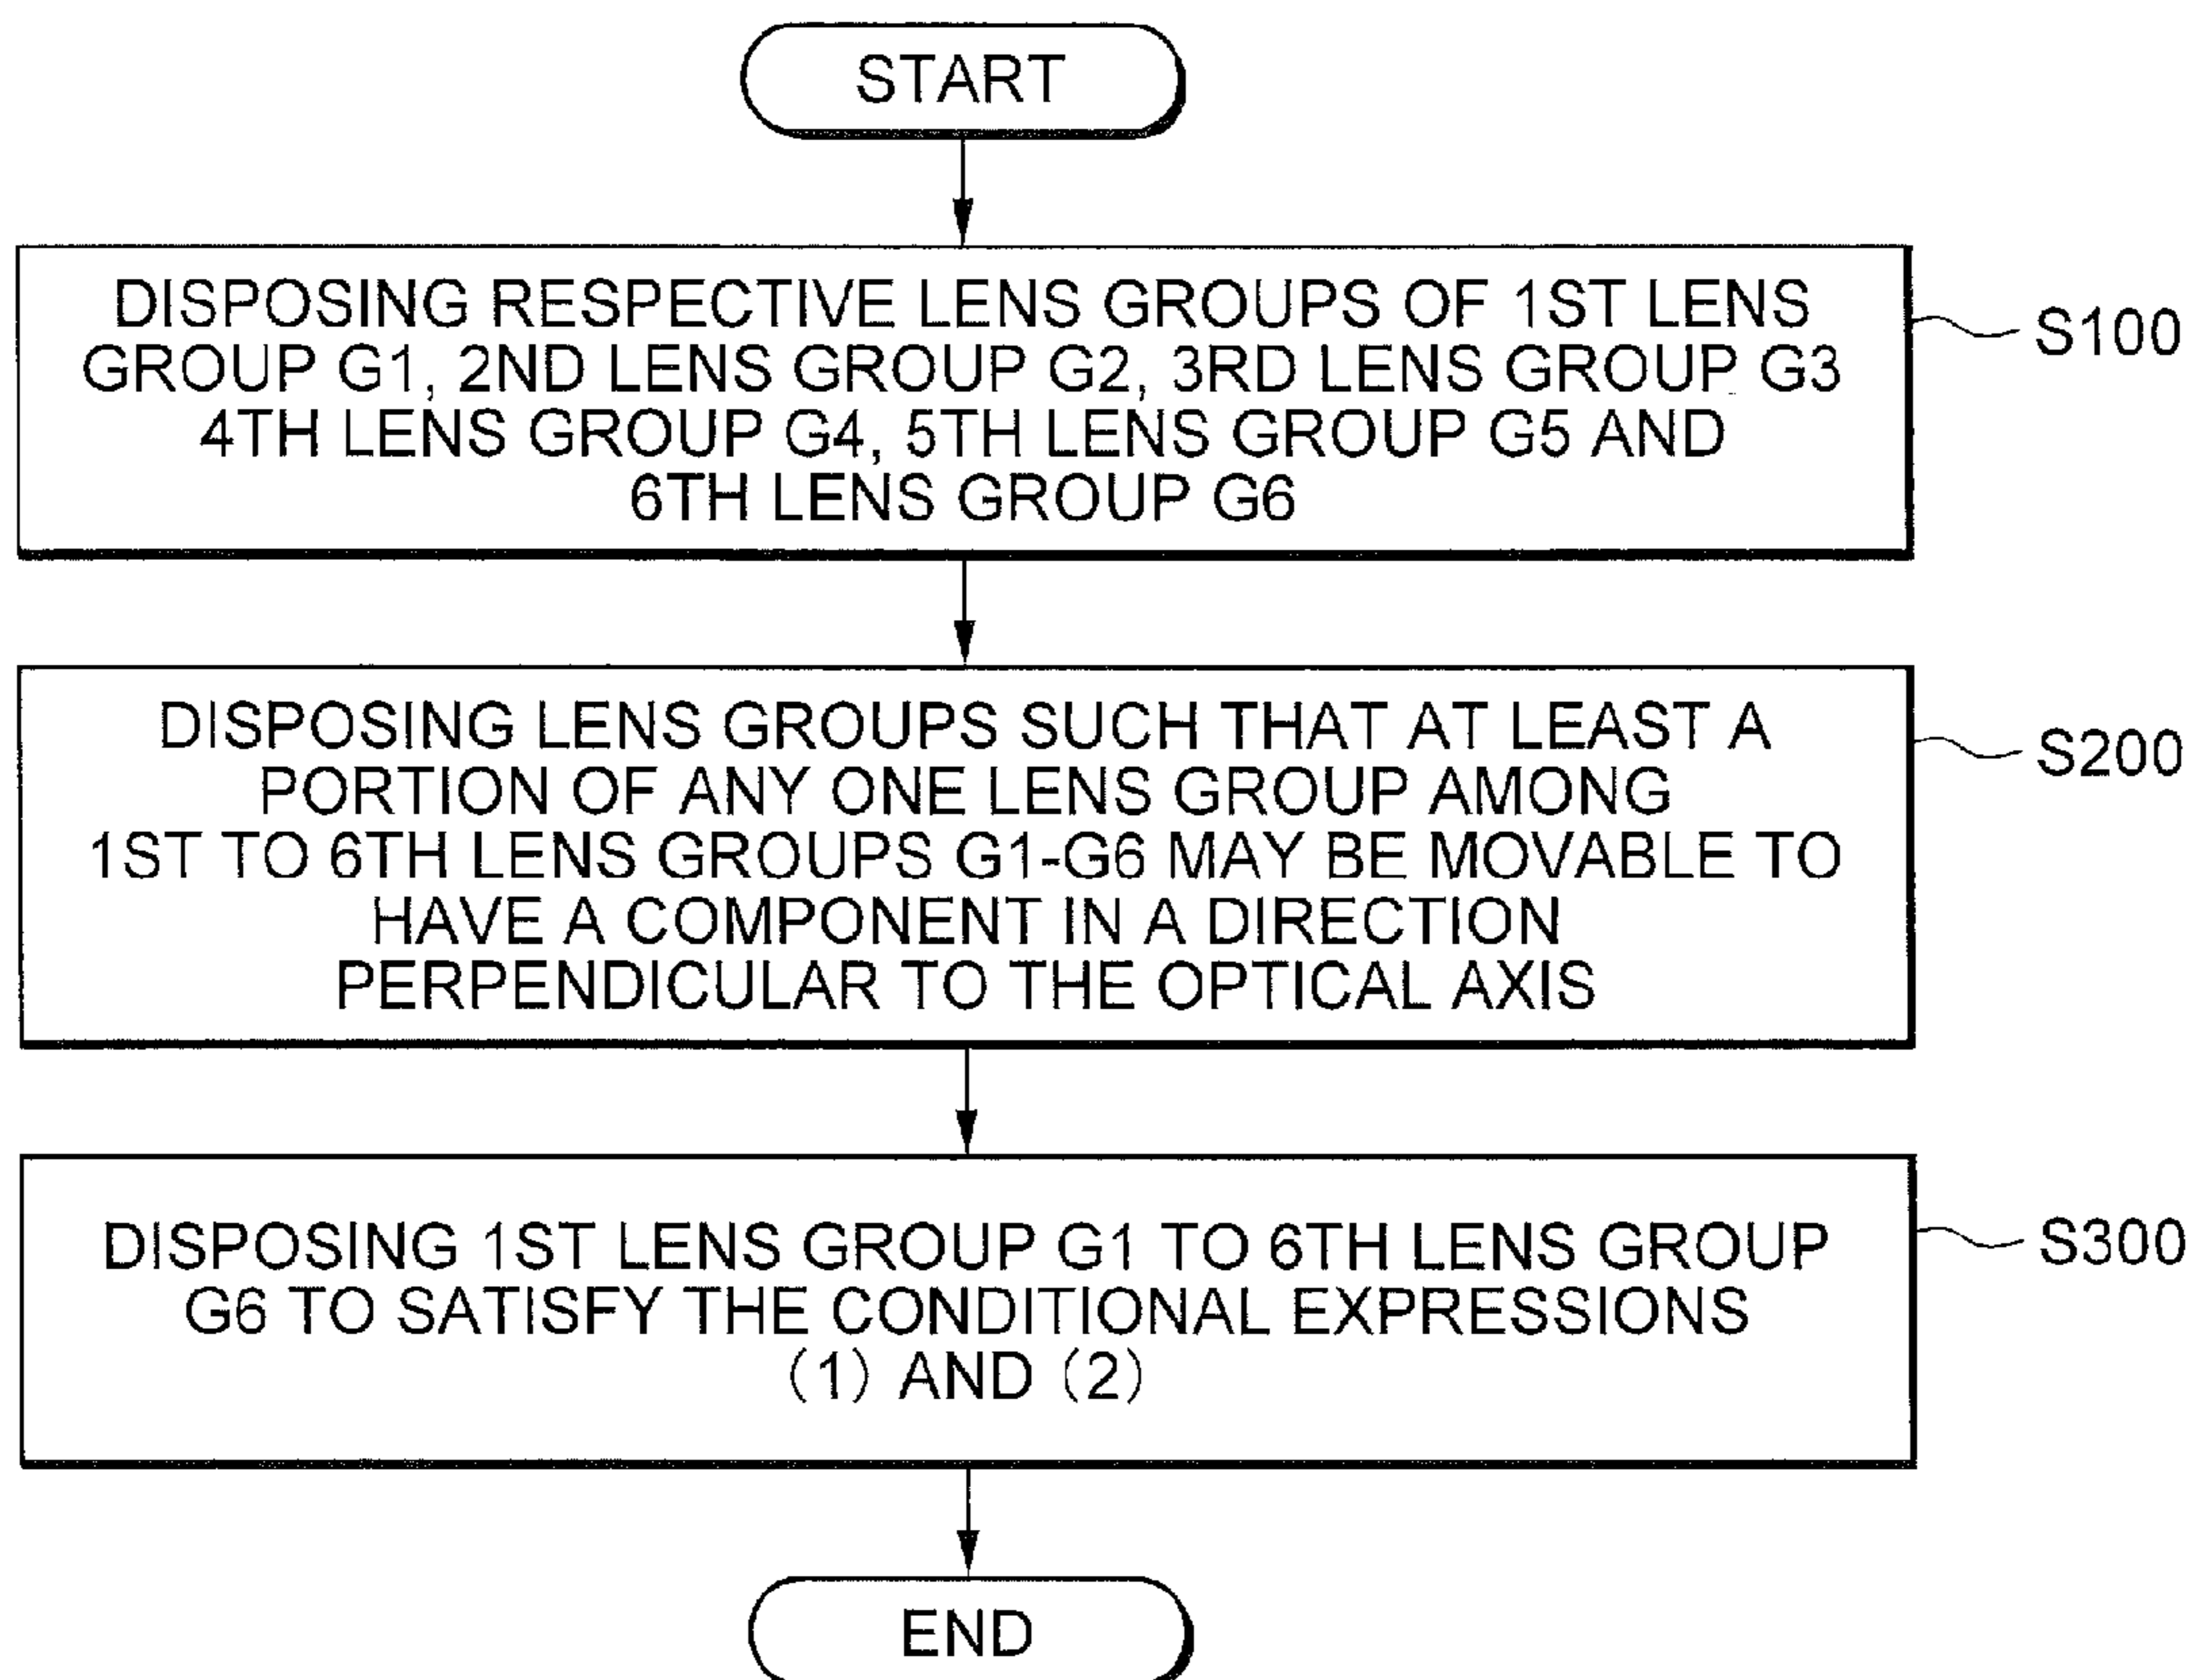 START
DISPOSING RESPECTIVE LENS GROUPS OF 1ST LENS
GROUP G1, 2ND LENS GROUP G2, 3RD LENS GROUP G3
4TH LENS GROUP G4, 5TH LENS GROUP G5 AND
6TH LENS GROUP G6
S100
DISPOSING LENS GROUPS SUCH THAT AT LEAST A
PORTION OF ANY ONE LENS GROUP AMONG
1ST TO 6TH LENS GROUPS G1-G6 MAY BE MOVABLE TO
HAVE A COMPONENT IN A DIRECTION
PERPENDICULAR TO THE OPTICAL AXIS
S200
DISPOSING 1ST LENS GROUP G1 TO 6TH LENS GROUP
G6 TO SATISFY THE CONDITIONAL EXPRESSIONS
(1) AND (2)
S300
END